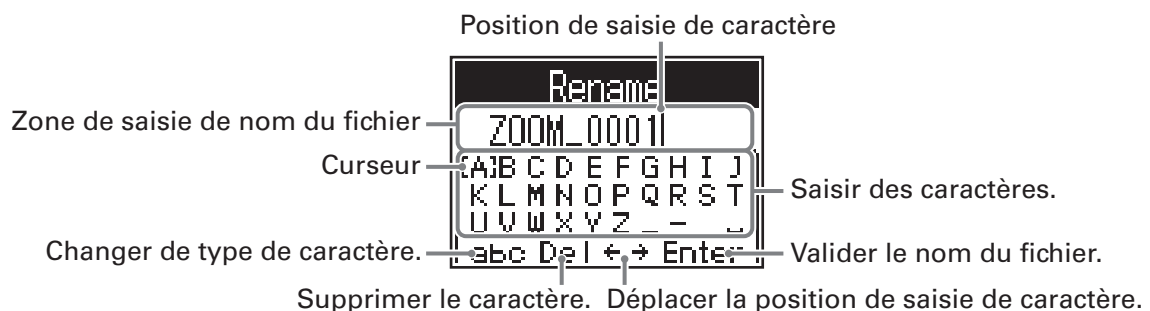 Position de saisie de caractère
Rename
Zone de saisie de nom du fichier
ZOOM_0001
Curseur
[A]B C D E F G H I J
K L M N O P Q R S T
U V W X Y Z _ - ␣
Saisir des caractères.
Changer de type de caractère.
abc Del ←→ Enter
Valider le nom du fichier.
Supprimer le caractère. Déplacer la position de saisie de caractère.